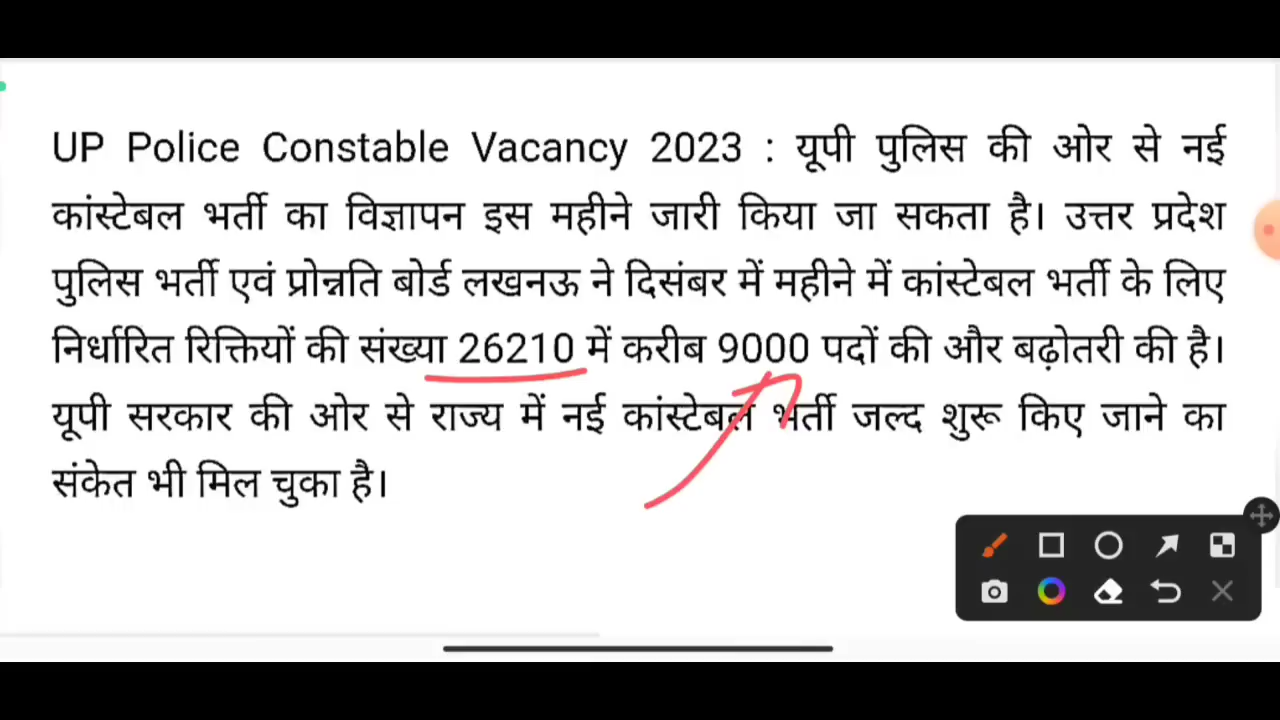 UP Police Constable Vacancy 2023 : यूपी पुलिस की ओर से नई
कांस्टेबल भर्ती का विज्ञापन इस महीने जारी किया जा सकता है। उत्तर प्रदेश
पुलिस भर्ती एवं प्रोन्नति बोर्ड लखनऊ ने दिसंबर में महीने में कांस्टेबल भर्ती के लिए
निर्धारित रिक्तियों की संख्या 26210 में करीब 9000 पदों की और बढ़ोतरी की है।
यूपी सरकार की ओर से राज्य में नई कांस्टेबल भर्ती जल्द शुरू किए जाने का
संकेत भी मिल चुका है।